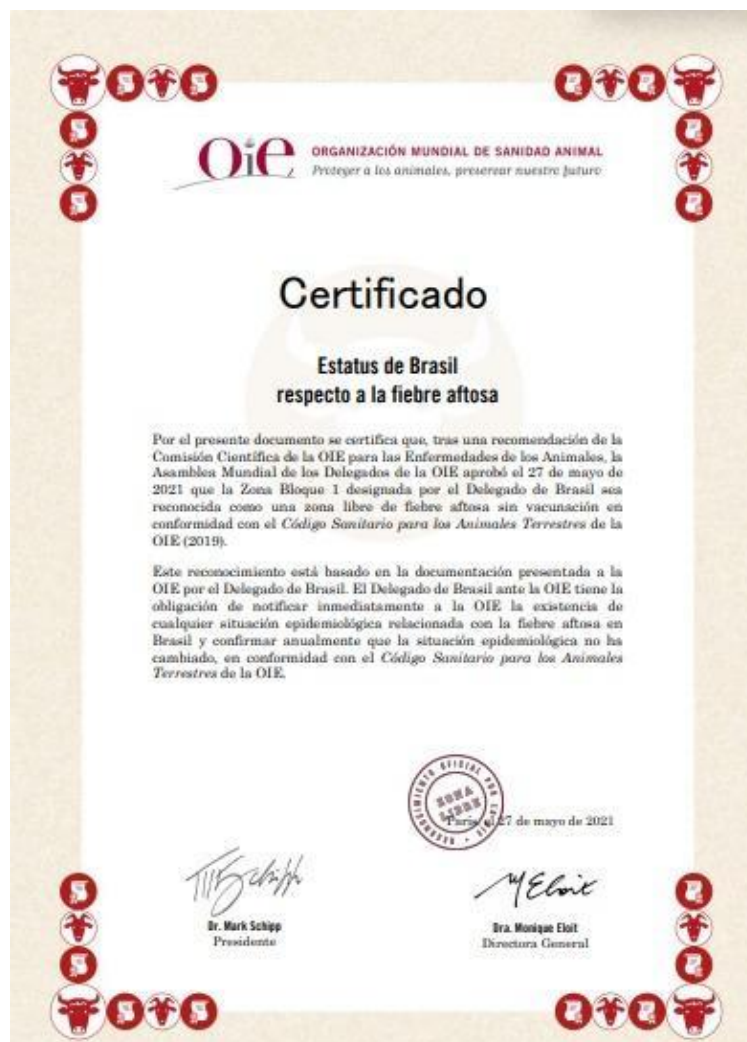 OiE
ORGANIZACIÓN MUNDIAL DE SANIDAD ANIMAL
Proteger a los animales, preservar nuestro futuro
Certificado
Estatus de Brasil
respecto a la fiebre aftosa
Por el presente documento se certifica que, tras una recomendación de la
Comisión Científica de la OIE para las Enfermedades de los Animales, la
Asamblea Mundial de los Delegados de la OIE aprobó el 27 de mayo de
2021 que la Zona Bloque 1 designada por el Delegado de Brasil sea
reconocida como una zona libre de fiebre aftosa sin vacunación en
conformidad con el Código Sanitario para los Animales Terrestres de la
OIE (2019).
Este reconocimiento está basado en la documentación presentada a la
OIE por el Delegado de Brasil. El Delegado de Brasil ante la OIE tiene la
obligación de notificar inmediatamente a la OIE la existencia de
cualquier situación epidemiológica relacionada con la fiebre aftosa en
Brasil y confirmar anualmente que la situación epidemiológica no ha
cambiado, en conformidad con el Código Sanitario para los Animales
Terrestres de la OIE.
RECONOCIMIENTO OFICIAL POR LA OIE
ZONA
LIBRE
Paris, el 27 de mayo de 2021
Dr. Mark Schipp
Presidente
M Eloit
Dra. Monique Eloit
Directora General